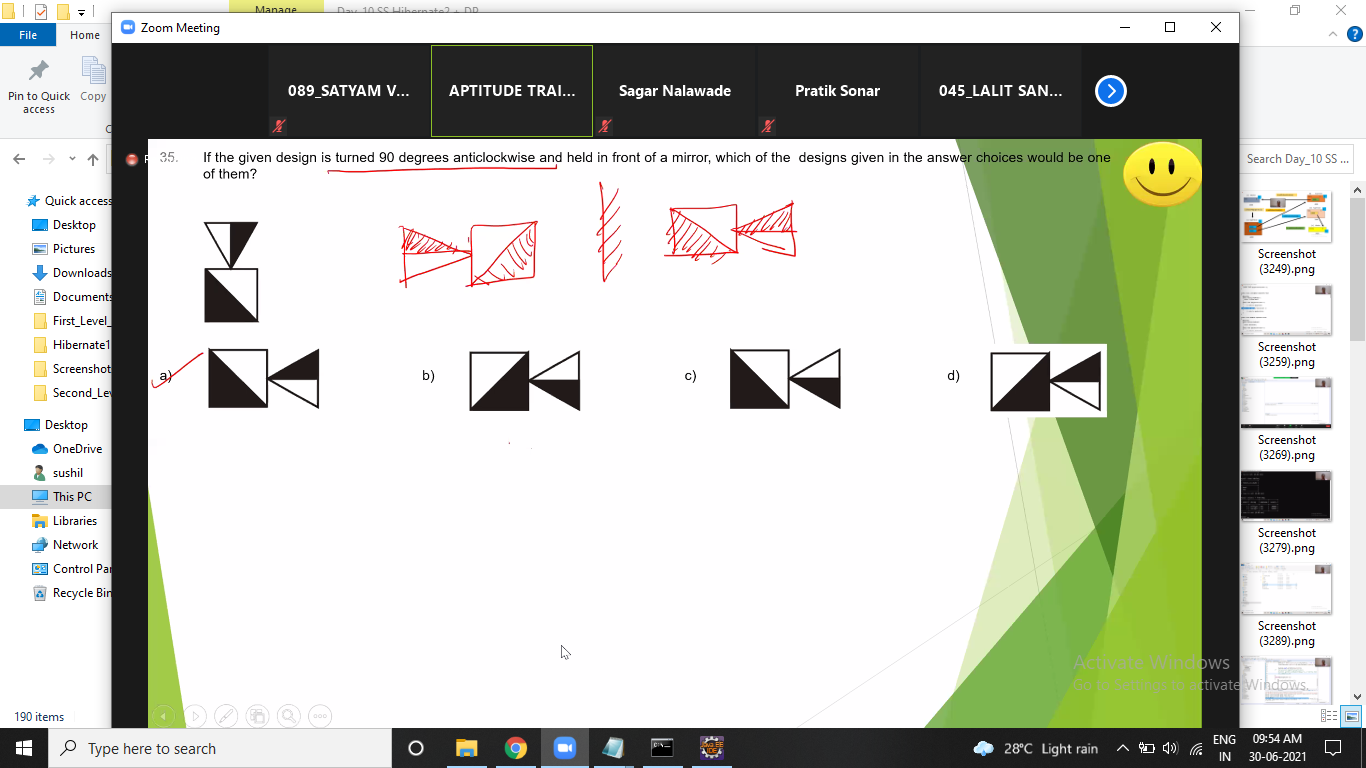 Manage
Day_10 SS Hibernate2 + DP
File
Home
Pin to Quick access
Copy
Zoom Meeting
089_SATYAM V...
APTITUDE TRAI...
Sagar Nalawade
Pratik Sonar
045_LALIT SAN...
35. If the given design is turned 90 degrees anticlockwise and held in front of a mirror, which of the designs given in the answer choices would be one
of them?
a)
b)
c)
d)
Search Day_10 SS ...
Quick access
Desktop
Pictures
Downloads
Documents
First_Level_
Hibernate1
Screenshot
Second_Lev
Desktop
OneDrive
sushil
This PC
Libraries
Network
Control Par
Recycle Bin
190 items
Screenshot
(3249).png
Screenshot
(3259).png
Screenshot
(3269).png
Screenshot
(3279).png
Screenshot
(3289).png
Activate Windows
Go to Settings to activate Windows.
Type here to search
28°C Light rain
ENG
IN
09:54 AM
30-06-2021